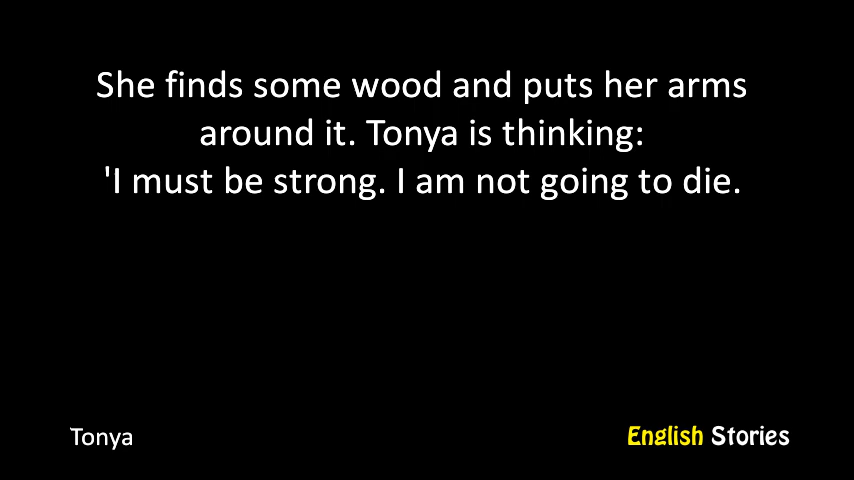 She finds some wood and puts her arms
around it. Tonya is thinking:
'I must be strong. I am not going to die.
Tonya
English Stories